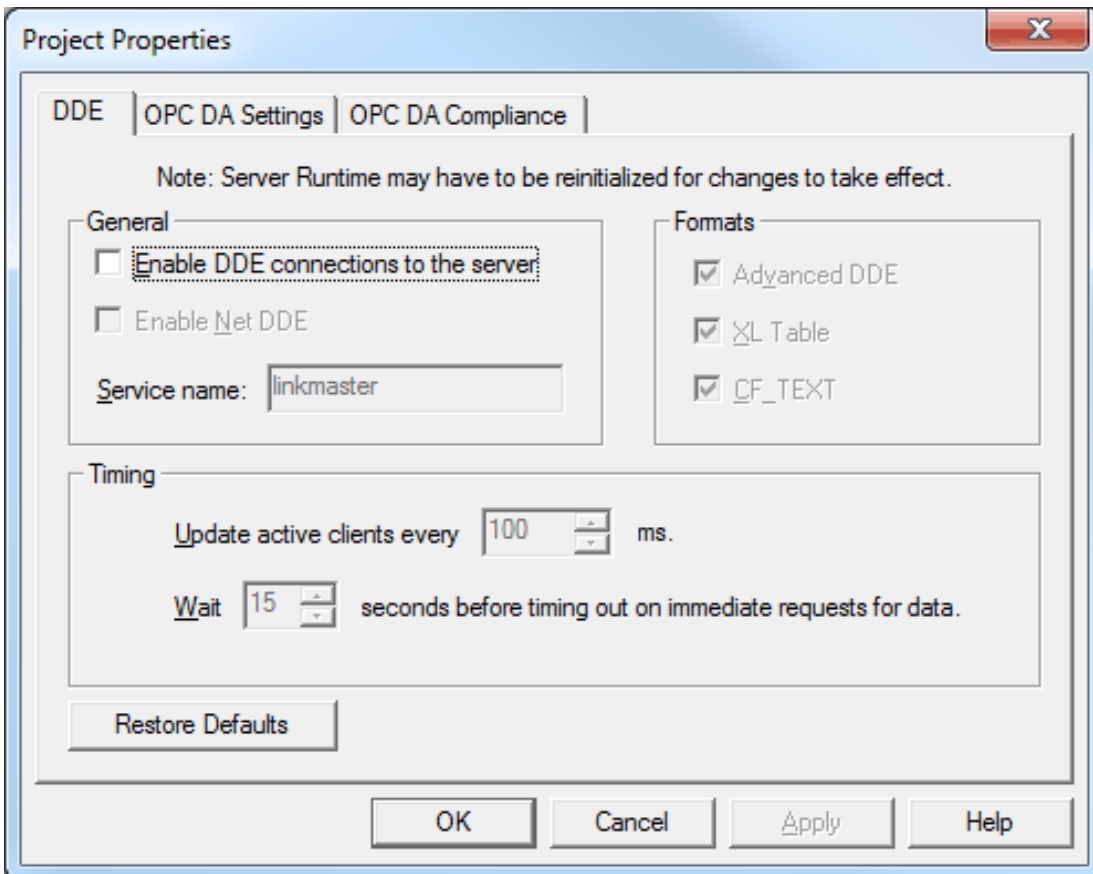 Project Properties
DDE
OPC DA Settings
OPC DA Compliance
Note: Server Runtime may have to be reinitialized for changes to take effect.
General
Enable DDE connections to the server
Enable Net DDE
Service name: linkmaster
Formats
Advanced DDE
XL Table
CF_TEXT
Timing
Update active clients every 100 ms.
Wait 15 seconds before timing out on immediate requests for data.
Restore Defaults
OK
Cancel
Apply
Help